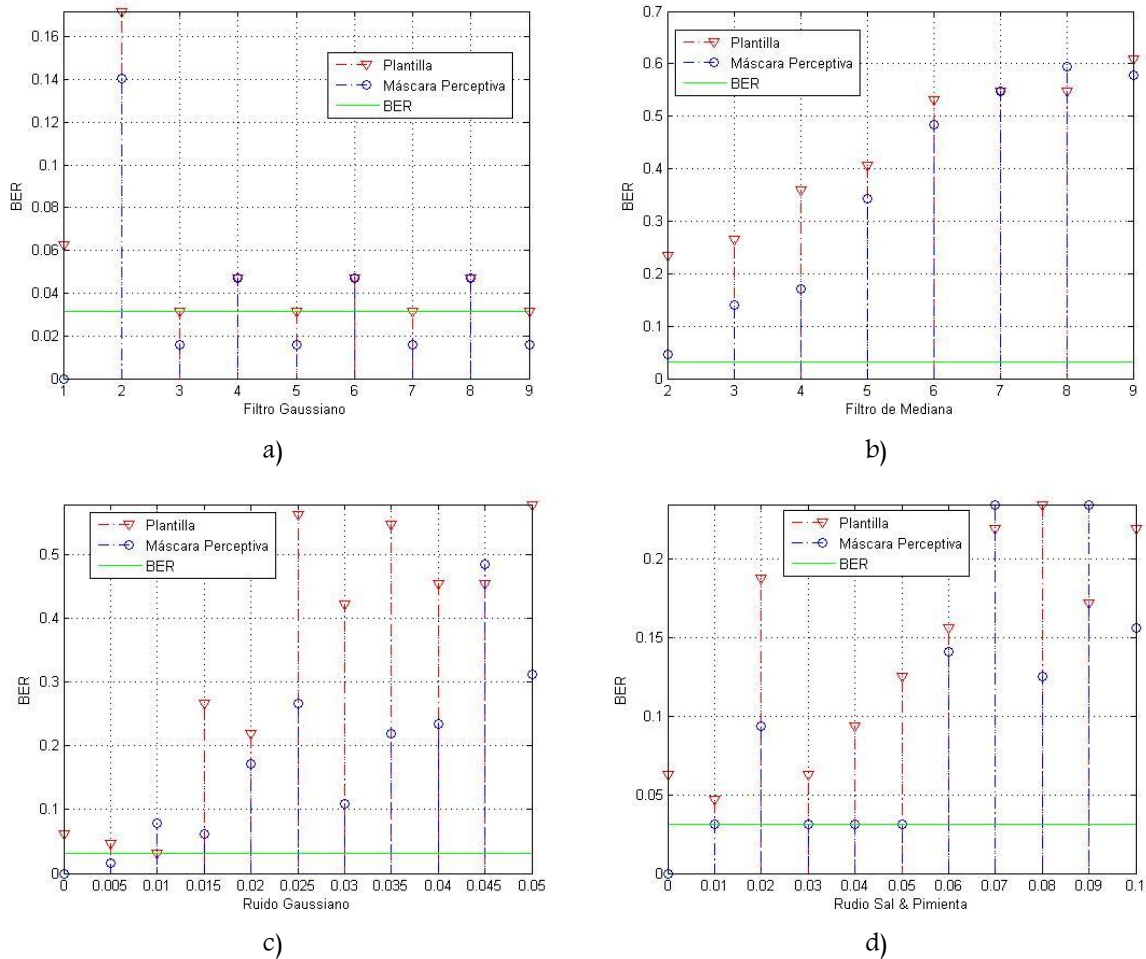 0.16
0.14
0.12
0.1
0.08
0.06
0.04
0.02
0
BER
Plantilla
Máscara Perceptiva
BER
1 2 3 4 5 6 7 8 9
Filtro Gaussiano
a)
0.7
0.6
0.5
0.4
0.3
0.2
0.1
0
BER
Plantilla
Máscara Perceptiva
BER
2 3 4 5 6 7 8 9
Filtro de Mediana
b)
0.5
0.4
0.3
0.2
0.1
0
BER
Plantilla
Máscara Perceptiva
BER
0 0.005 0.01 0.015 0.02 0.025 0.03 0.035 0.04 0.045 0.05
Ruido Gaussiano
c)
0.2
0.15
0.1
0.05
0
BER
Plantilla
Máscara Perceptiva
BER
0 0.01 0.02 0.03 0.04 0.05 0.06 0.07 0.08 0.09 0.1
Rudio Sal & Pimienta
d)